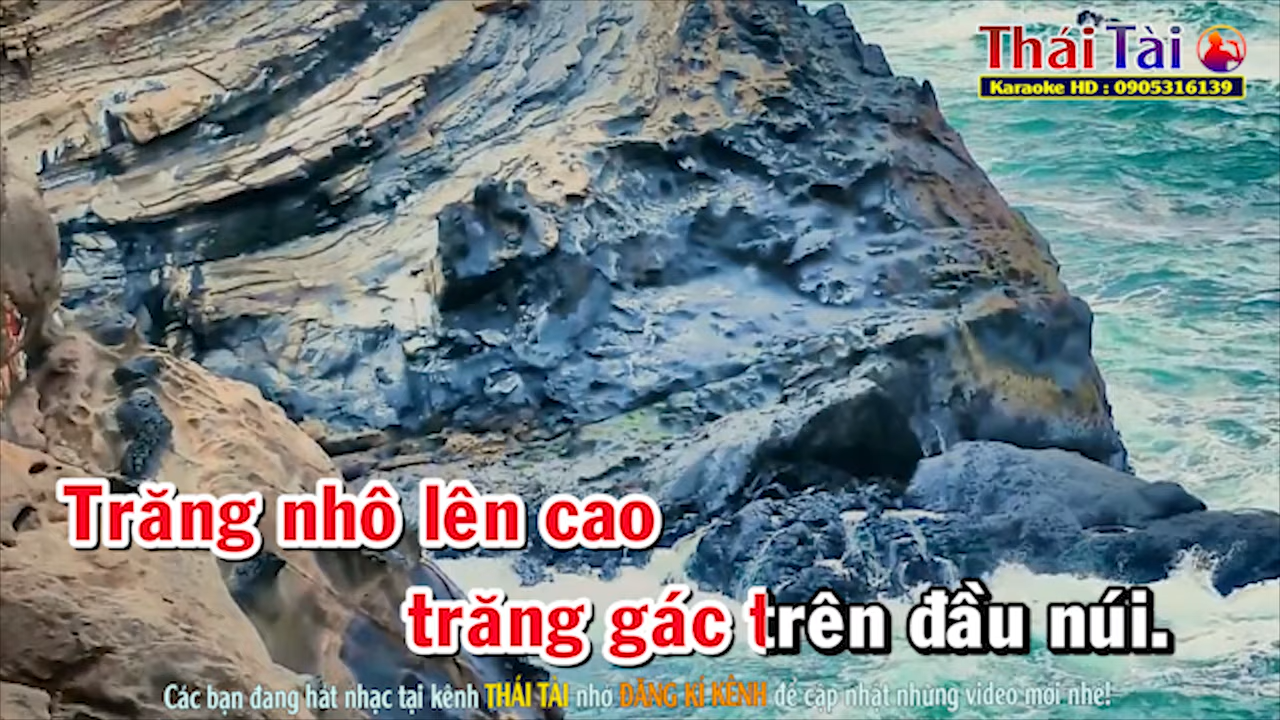 Thái Tài
Karaoke HD : 0905316139
Trăng nhô lên cao
trăng gác trên đầu núi.
Các bạn đang hát nhạc tại kênh THÁI TÀI nhớ ĐĂNG KÍ KÊNH để cập nhật những video mới nhé!